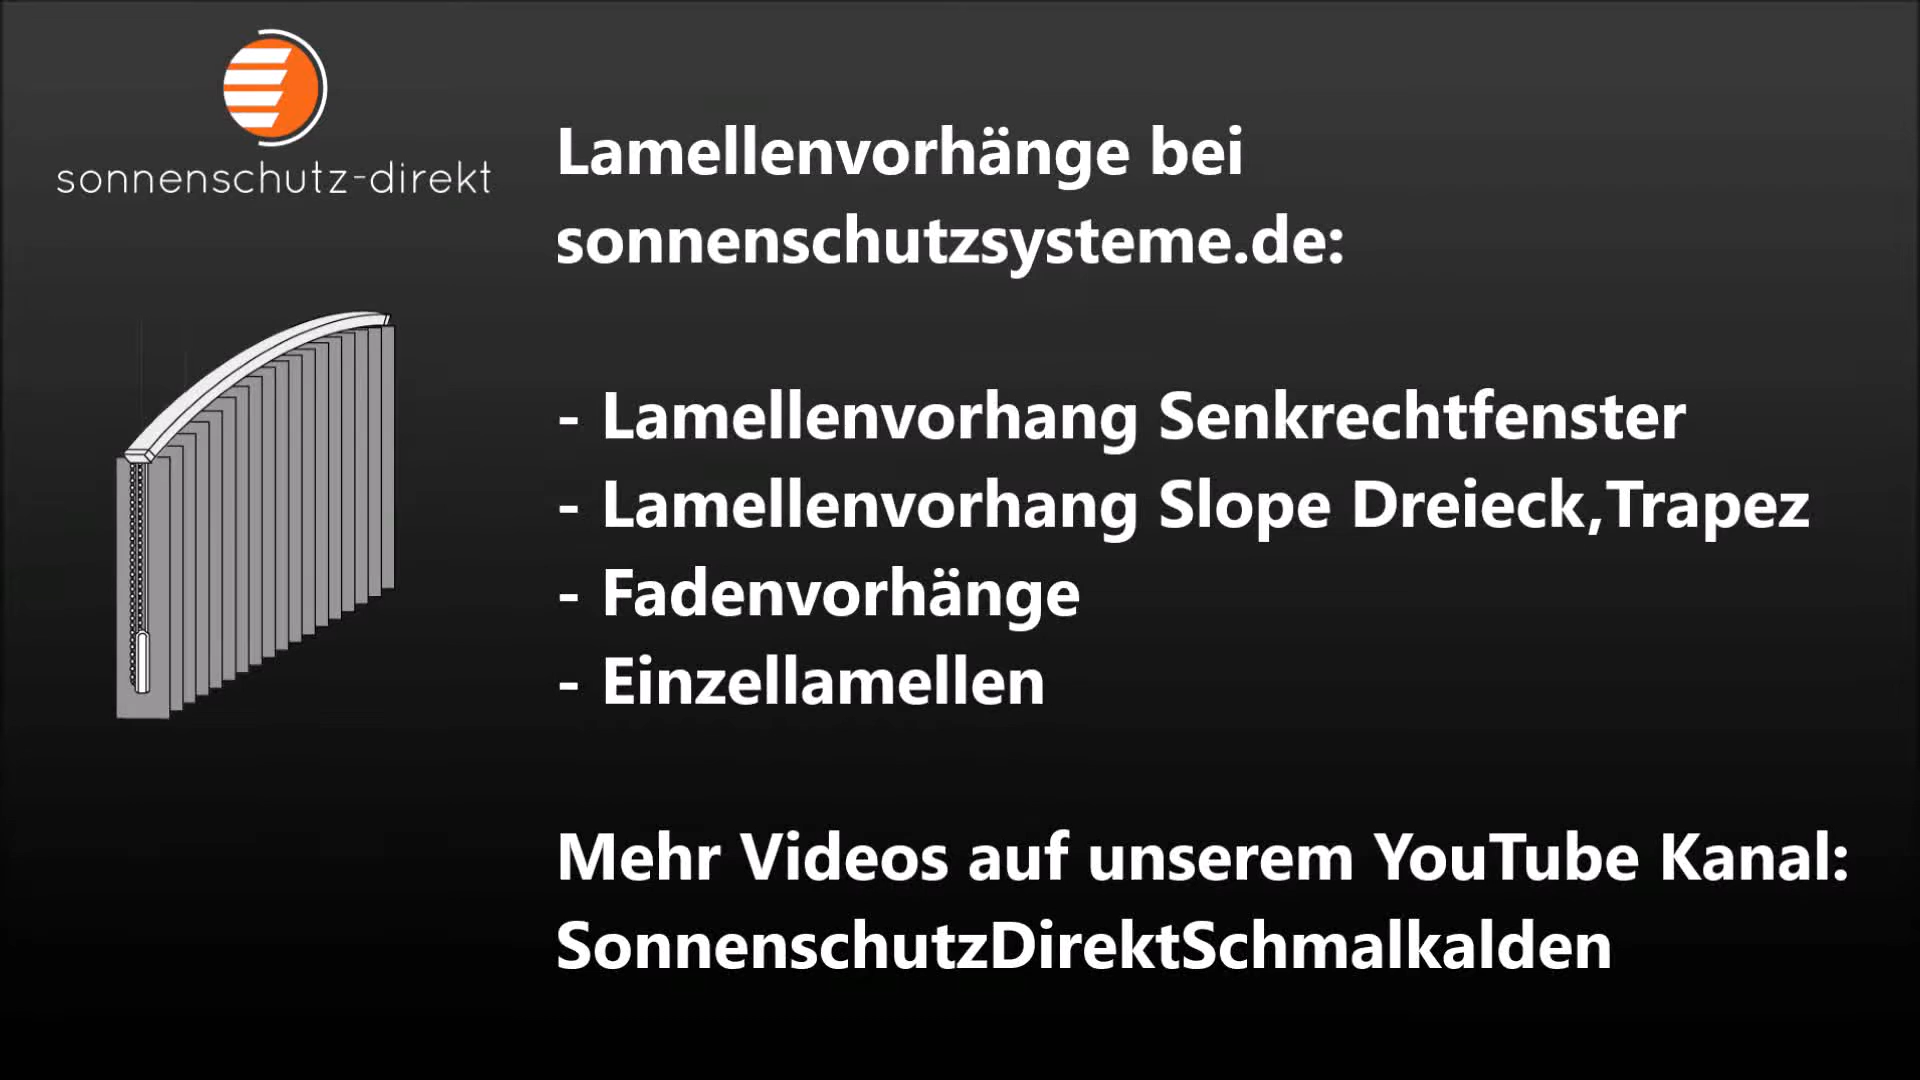 sonnenschutz-direkt
Lamellenvorhänge bei
sonnenschutzsysteme.de:
- Lamellenvorhang Senkrechtfenster
- Lamellenvorhang Slope Dreieck,Trapez
- Fadenvorhänge
- Einzellamellen
Mehr Videos auf unserem YouTube Kanal:
SonnenschutzDirektSchmalkalden